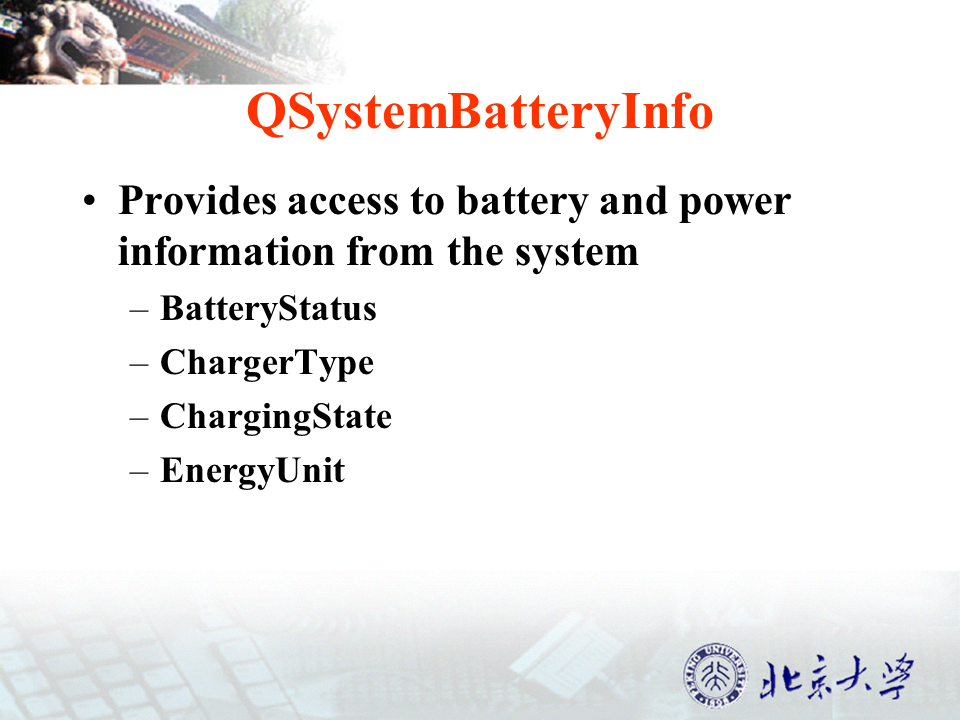 QSystemBatteryInfo
• Provides access to battery and power
information from the system
– BatteryStatus
– ChargerType
– ChargingState
– EnergyUnit
PEKING UNIVERSITY
1898
北京大学